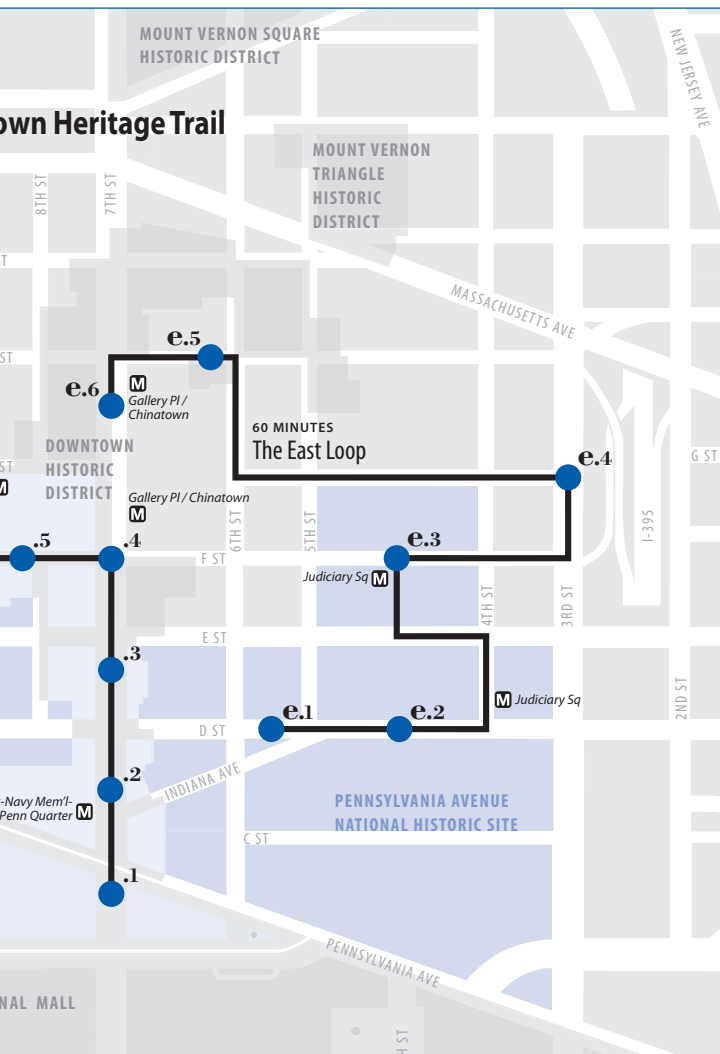 MOUNT VERNON SQUARE
HISTORIC DISTRICT
NEW JERSEY AVE
own Heritage Trail
MOUNT VERNON
TRIANGLE
HISTORIC
DISTRICT
8TH ST
7TH ST
T
MASSACHUSETTS AVE
e.5
ST
M
Gallery Pl /
Chinatown
e.6
60 MINUTES
The East Loop
DOWNTOWN
HISTORIC
DISTRICT
e.4
G ST
ST
M
Gallery Pl / Chinatown
M
6TH ST
5TH ST
I-395
.5
.4
e.3
F ST
Judiciary Sq M
4TH ST
3RD ST
E ST
.3
M Judiciary Sq
2ND ST
e.1
e.2
D ST
INDIANA AVE
.2
-Navy Mem'l-
Penn Quarter M
PENNSYLVANIA AVENUE
NATIONAL HISTORIC SITE
C ST
.1
PENNSYLVANIA AVE
NAL MALL
H ST